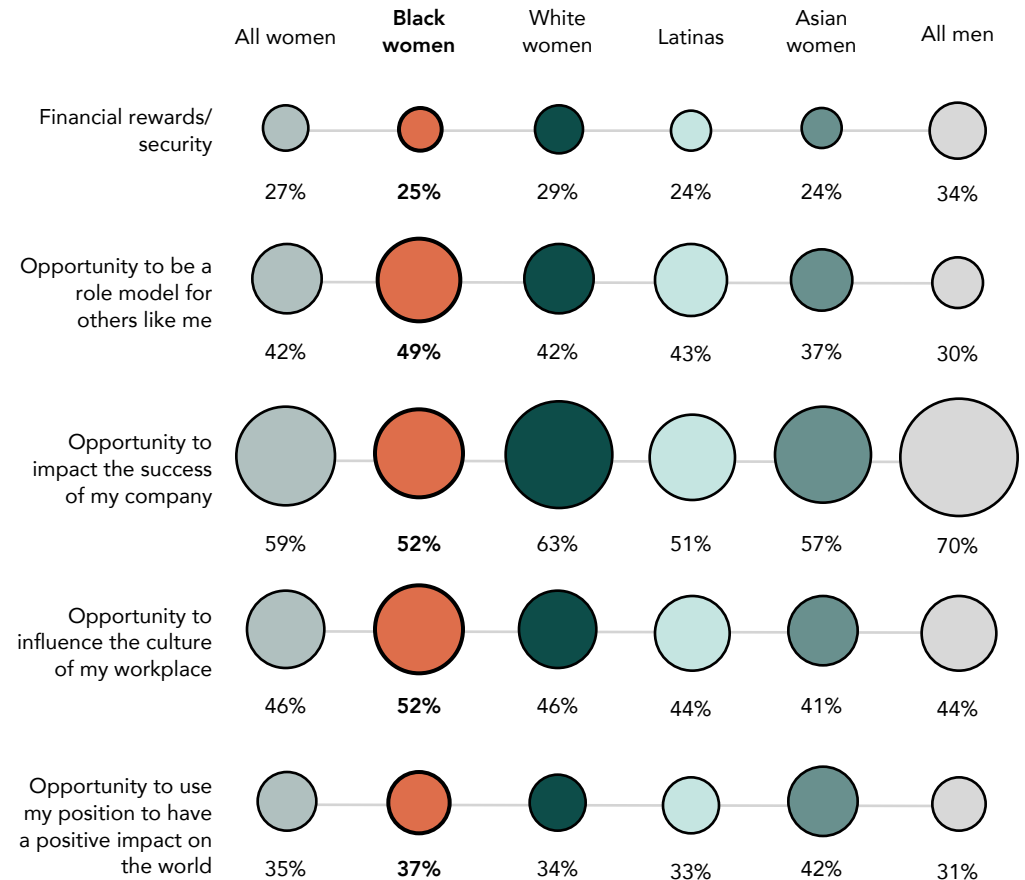 All women
Black
women
White
women
Latinas
Asian
women
All men
Financial rewards/
security
27% 25% 29% 24% 24% 34%
Opportunity to be a
role model for
others like me
42% 49% 42% 43% 37% 30%
Opportunity to
impact the success
of my company
59% 52% 63% 51% 57% 70%
Opportunity to
influence the culture
of my workplace
46% 52% 46% 44% 41% 44%
Opportunity to use
my position to have
a positive impact on
the world
35% 37% 34% 33% 42% 31%